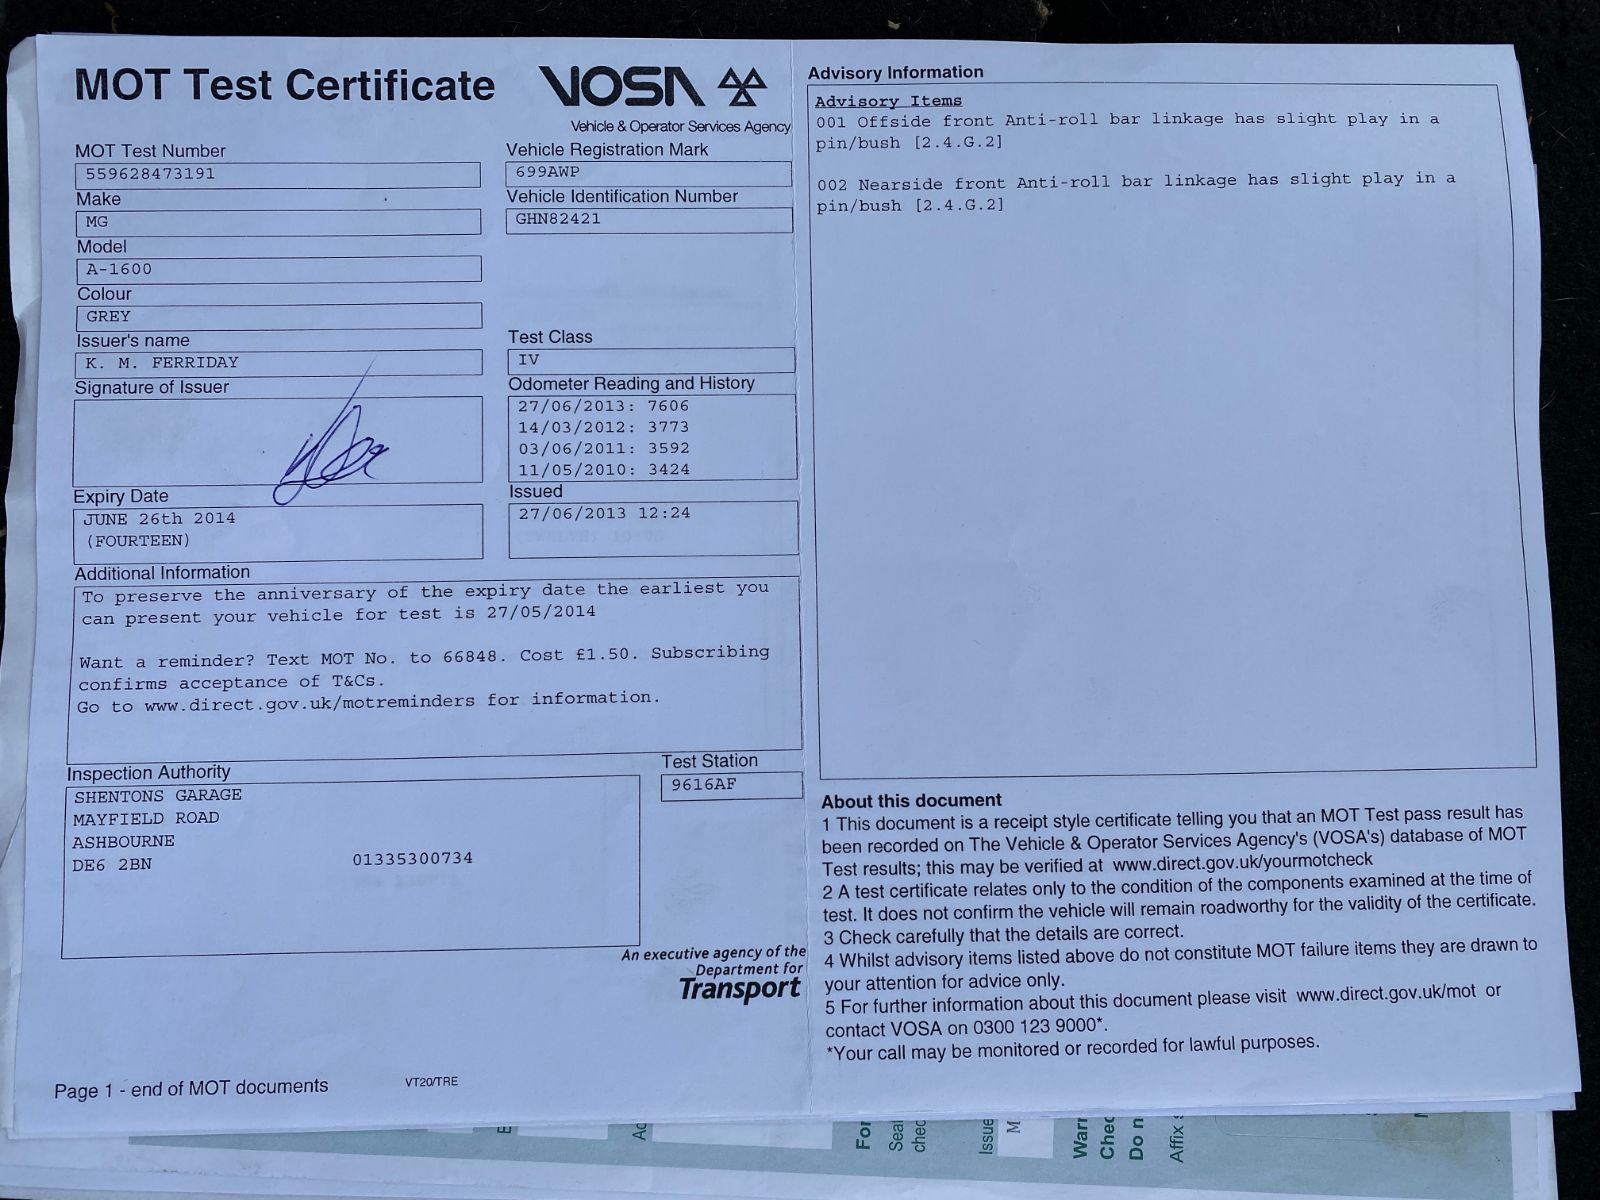 MOT Test Certificate
VOSA
Vehicle & Operator Services Agency
MOT Test Number
559628473191
Vehicle Registration Mark
699AWP
Make
MG
Vehicle Identification Number
GHN82421
Model
A-1600
Colour
GREY
Issuer's name
K. M. FERRIDAY
Test Class
IV
Signature of Issuer
Odometer Reading and History
27/06/2013: 7606
14/03/2012: 3773
03/06/2011: 3592
11/05/2010: 3424
Expiry Date
JUNE 26th 2014
(FOURTEEN)
Issued
27/06/2013 12:24
Additional Information
To preserve the anniversary of the expiry date the earliest you
can present your vehicle for test is 27/05/2014
Want a reminder? Text MOT No. to 66848. Cost £1.50. Subscribing
confirms acceptance of T&Cs.
Go to www.direct.gov.uk/motreminders for information.
Inspection Authority
SHENTONS GARAGE
MAYFIELD ROAD
ASHBOURNE
DE6 2BN 01335300734
Test Station
9616AF
An executive agency of the
Department for
Transport
Page 1 - end of MOT documents
VT20/TRE
Advisory Information
Advisory Items
001 Offside front Anti-roll bar linkage has slight play in a
pin/bush [2.4.G.2]
002 Nearside front Anti-roll bar linkage has slight play in a
pin/bush [2.4.G.2]
About this document
1 This document is a receipt style certificate telling you that an MOT Test pass result has
been recorded on The Vehicle & Operator Services Agency's (VOSA's) database of MOT
Test results; this may be verified at www.direct.gov.uk/yourmotcheck
2 A test certificate relates only to the condition of the components examined at the time of
test. It does not confirm the vehicle will remain roadworthy for the validity of the certificate.
3 Check carefully that the details are correct.
4 Whilst advisory items listed above do not constitute MOT failure items they are drawn to
your attention for advice only.
5 For further information about this document please visit www.direct.gov.uk/mot or
contact VOSA on 0300 123 9000*.
*Your call may be monitored or recorded for lawful purposes.
For
Issue
Do n
Affix